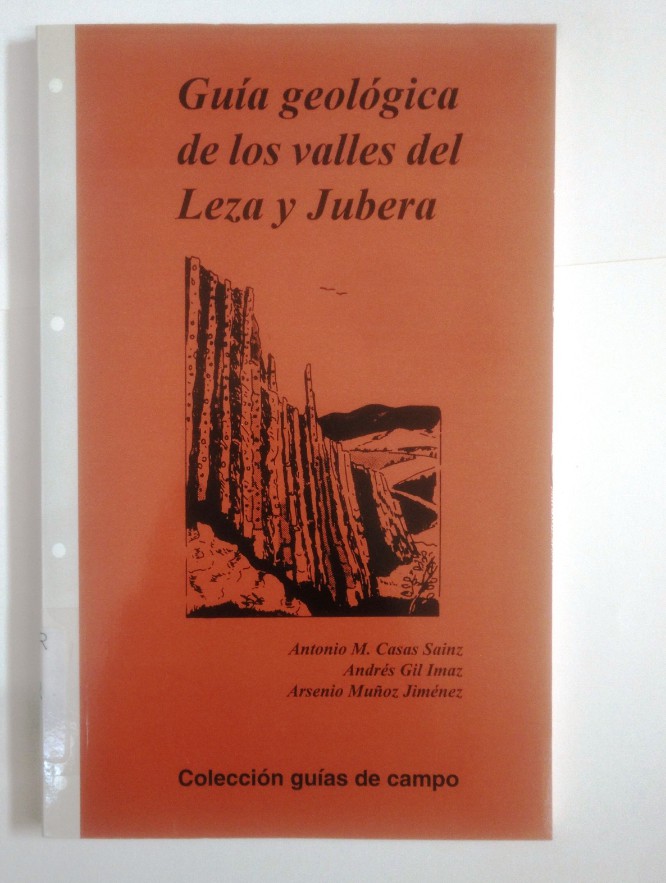 Guía geológica
de los valles del
Leza y Jubera
Antonio M. Casas Sainz
Andrés Gil Imaz
Arsenio Muñoz Jiménez
Colección guías de campo
R